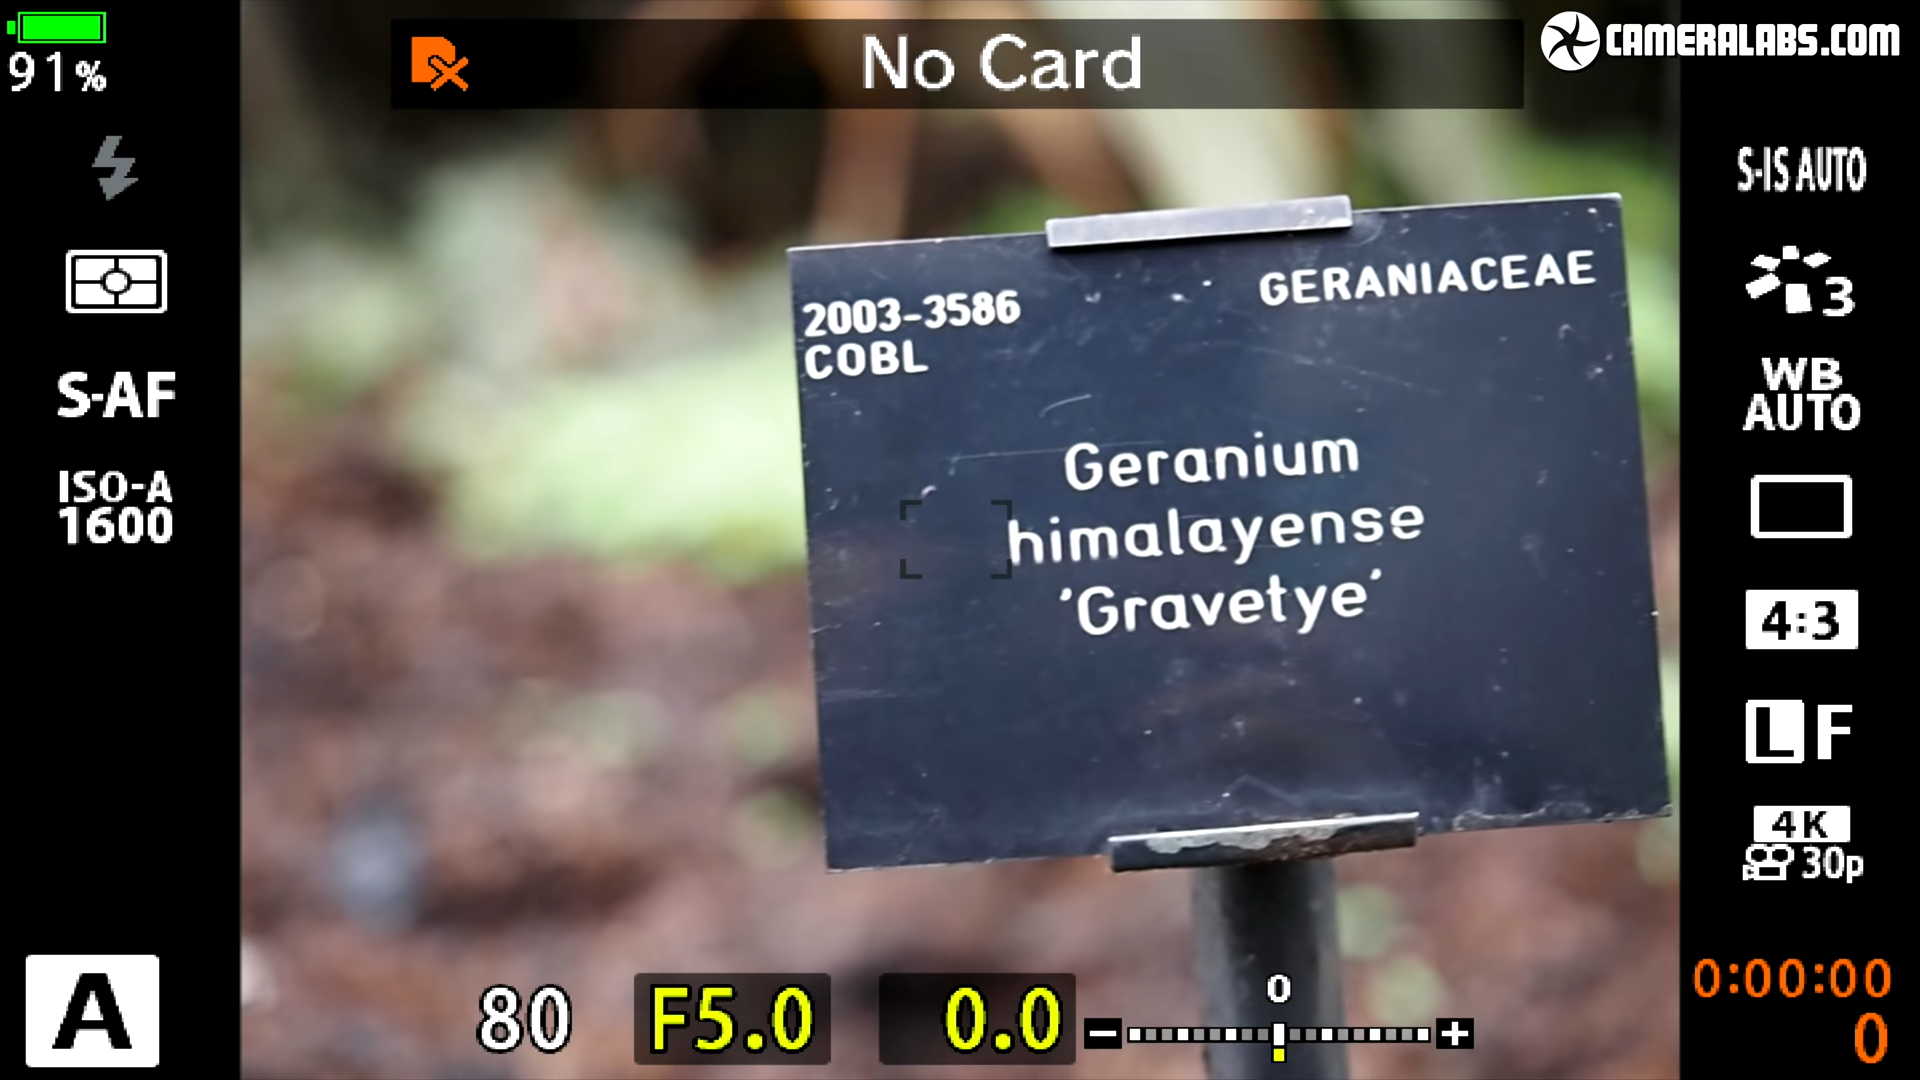 91%
No Card
CAMERALABS.COM
S-AF
ISO-A
1600
2003-3586
COBL
GERANIACEAE
Geranium
himalayense
'Gravetye'
S-IS AUTO
3
WB
AUTO
4:3
L F
4K
30p
A
80
F5.0
0.0
0
0:00:00
0